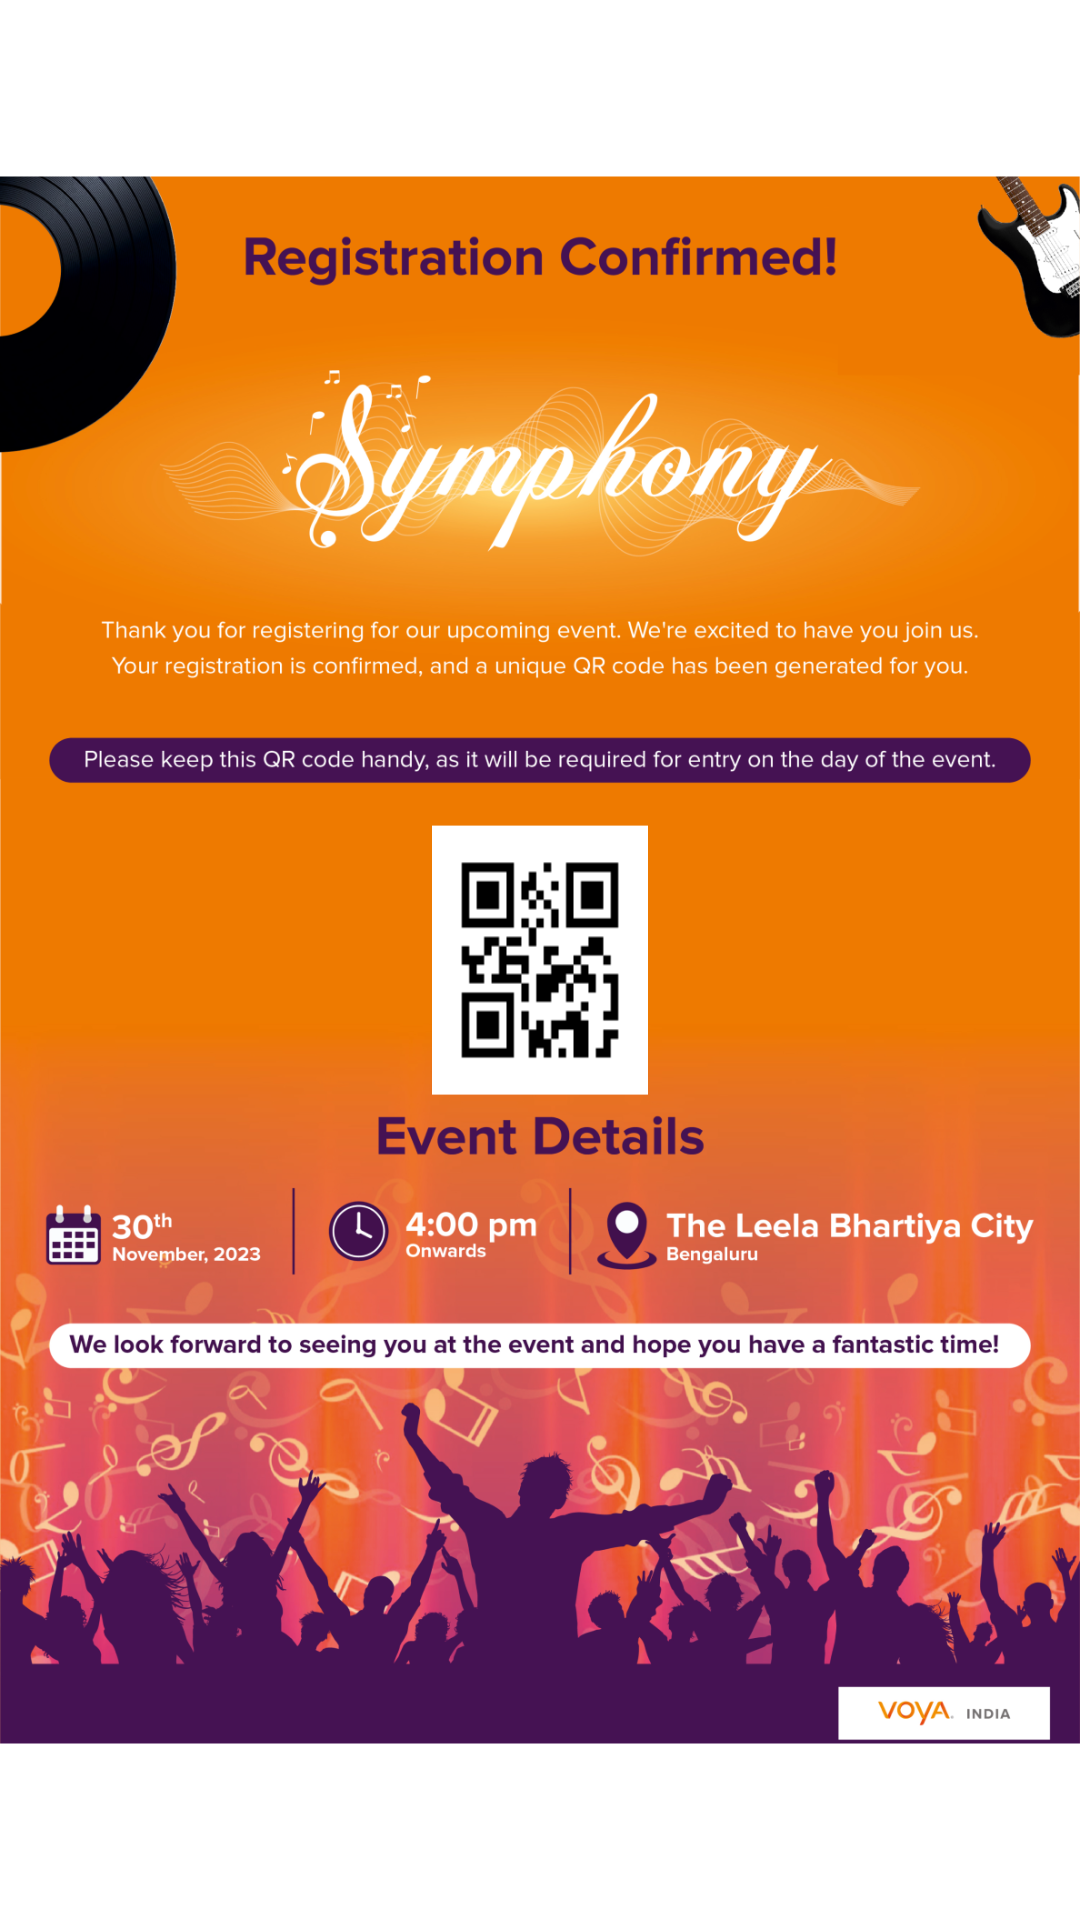 Registration Confirmed!
Symphony
Thank you for registering for our upcoming event. We're excited to have you join us.
Your registration is confirmed, and a unique QR code has been generated for you.
Please keep this QR code handy, as it will be required for entry on the day of the event.
Event Details
30th
November, 2023
4:00 pm
Onwards
The Leela Bhartiya City
Bengaluru
We look forward to seeing you at the event and hope you have a fantastic time!
VOYA INDIA